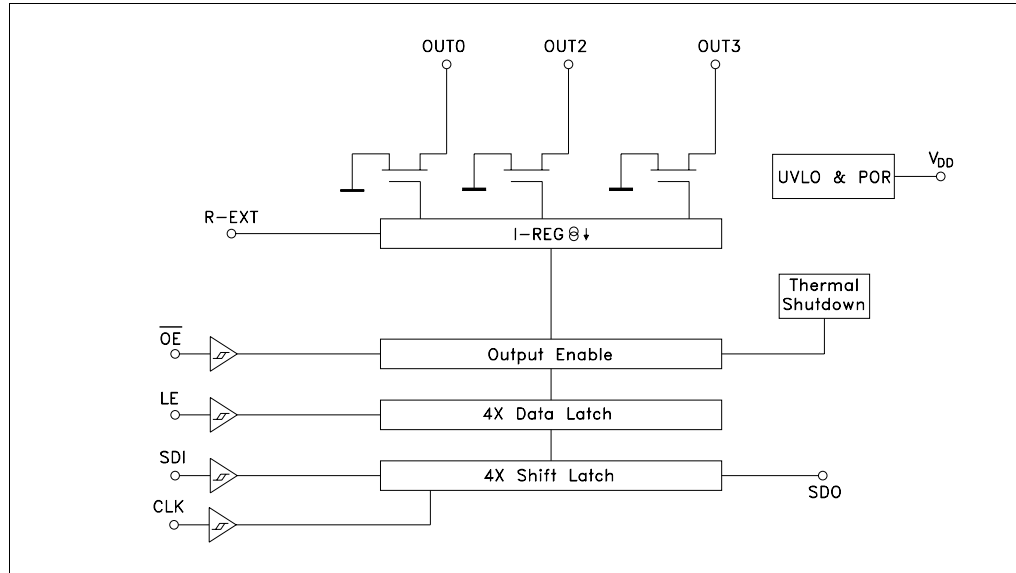 OUT0 OUT2 OUT3
UVLO & POR
VDD
R-EXT
I-REG
Thermal
Shutdown
OE
Output Enable
LE
4X Data Latch
SDI
4X Shift Latch
SDO
CLK